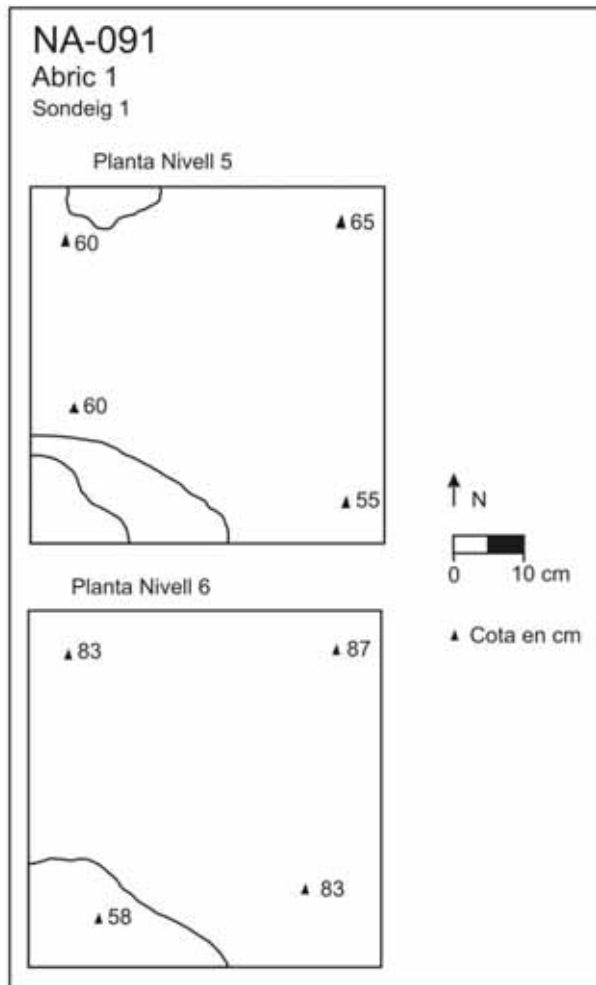 NA-091
Abric 1
Sondeig 1
Planta Nivell 5
65
60
60
55
N
0 10 cm
Planta Nivell 6
Cota en cm
83
87
83
58